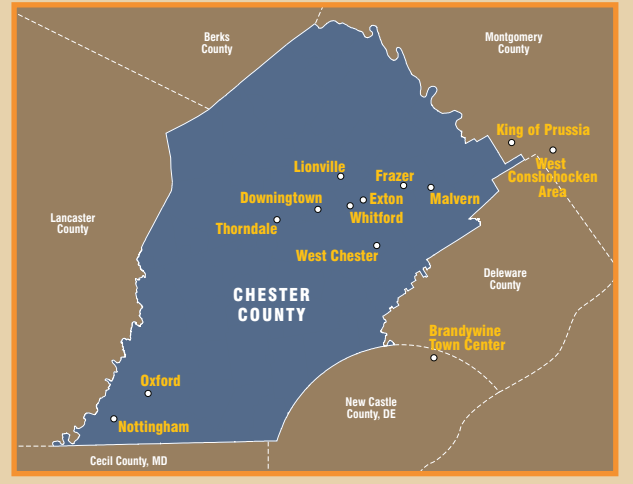 Berks
County
Montgomery
County
King of Prussia
West
Conshohocken
Area
Lionville
Frazer
Downingtown
Exton
Malvern
Whitford
Thorndale
Lancaster
County
West Chester
Deleware
County
CHESTER
COUNTY
Brandywine
Town Center
Oxford
New Castle
County, DE
Nottingham
Cecil County, MD